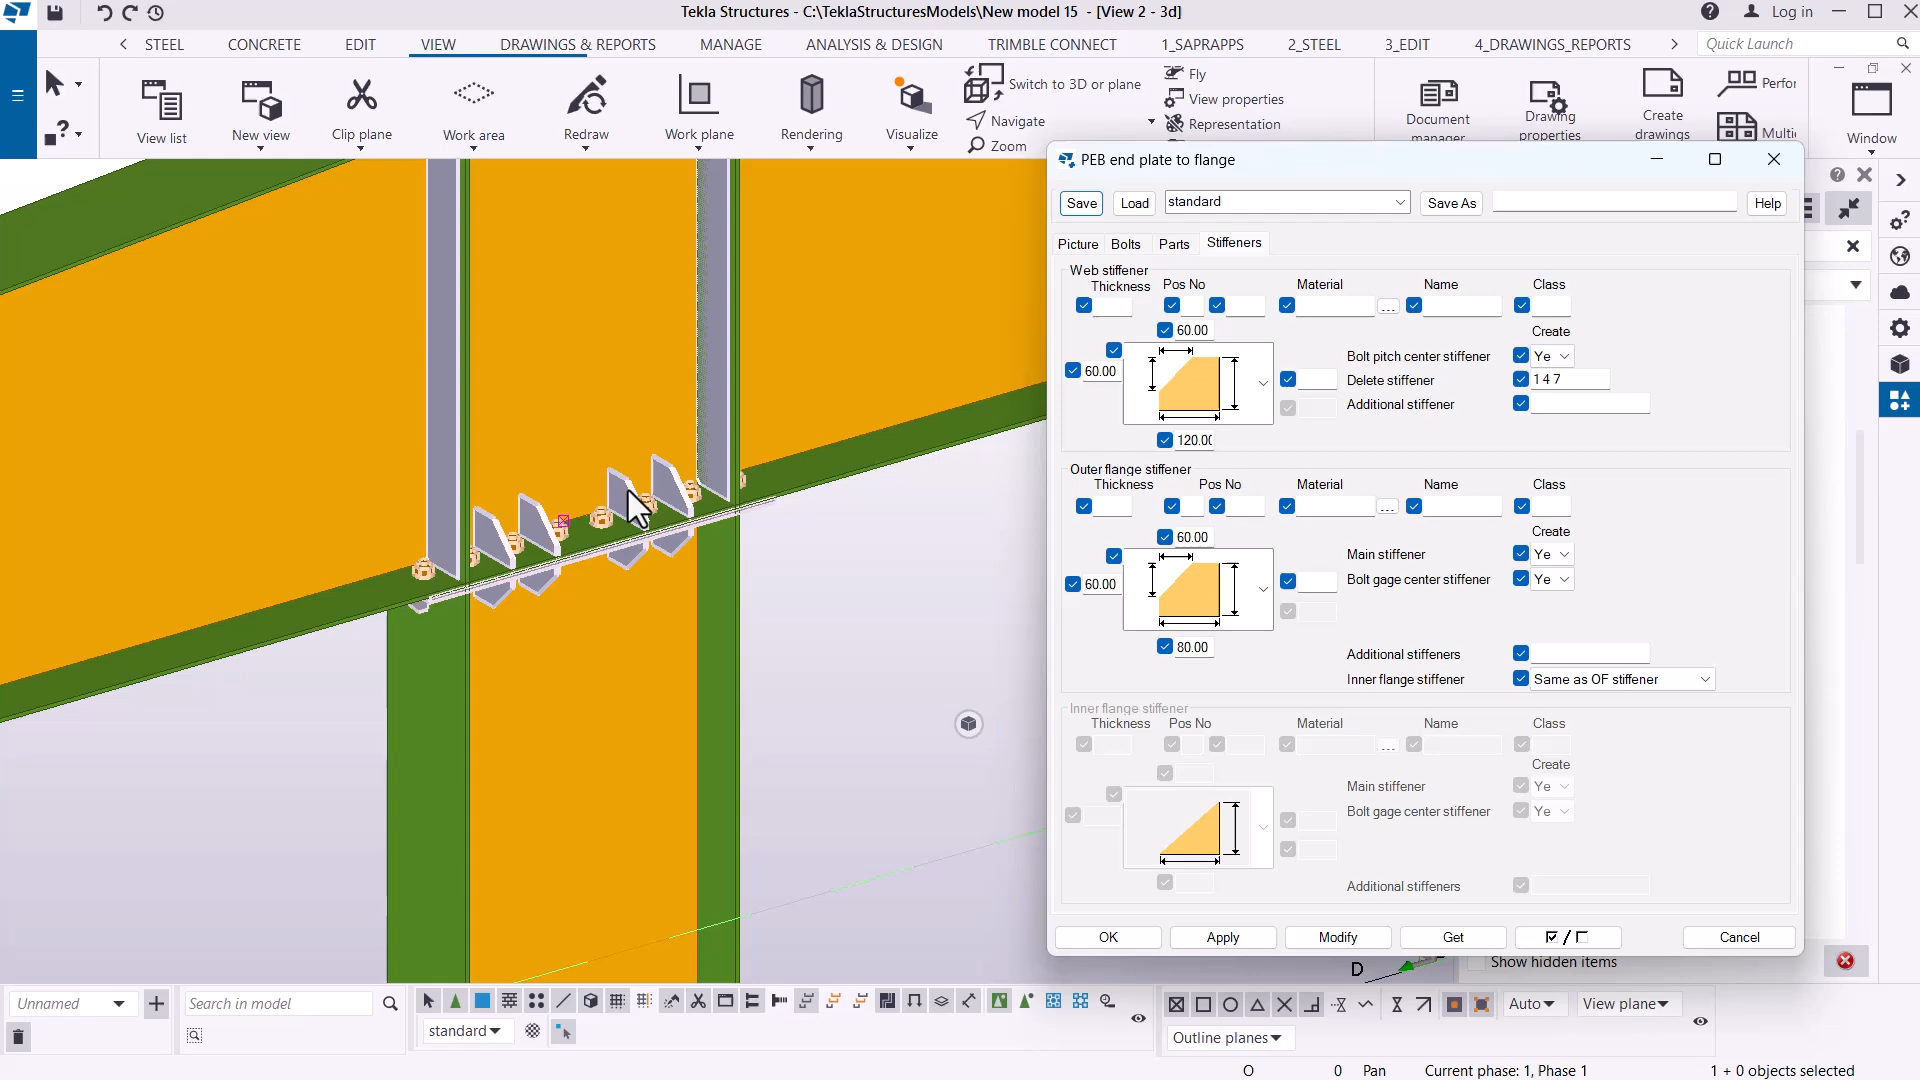 Tekla Structures - C:\TeklaStructuresModels\New model 15 - [View 2 - 3d]
Log in
STEEL CONCRETE EDIT VIEW DRAWINGS & REPORTS MANAGE ANALYSIS & DESIGN TRIMBLE CONNECT 1_SAPRAPPS 2_STEEL 3_EDIT 4_DRAWINGS_REPORTS Quick Launch
View list
New view
Clip plane
Work area
Redraw
Work plane
Rendering
Visualize
Switch to 3D or plane
Navigate
Zoom
Fly
View properties
Representation
Document manager
Drawing properties
Create drawings
Perfor
Multi
Window
PEB end plate to flange
Save Load standard Save As Help
Picture Bolts Parts Stiffeners
Web stiffener
Thickness Pos No Material Name Class
...
60.00 Create
Bolt pitch center stiffener Ye
60.00 Delete stiffener 1 4 7
Additional stiffener
120.00
Outer flange stiffener
Thickness Pos No Material Name Class
...
60.00 Create
Main stiffener Ye
60.00 Bolt gage center stiffener Ye
80.00 Additional stiffeners
Inner flange stiffener Same as OF stiffener
Inner flange stiffener
Thickness Pos No Material Name Class
...
Create
Main stiffener Ye
Bolt gage center stiffener Ye
Additional stiffeners
OK Apply Modify Get / Cancel
D Show hidden items
Unnamed Search in model
standard
Auto View plane
Outline planes
O 0 Pan Current phase: 1, Phase 1 1 + 0 objects selected